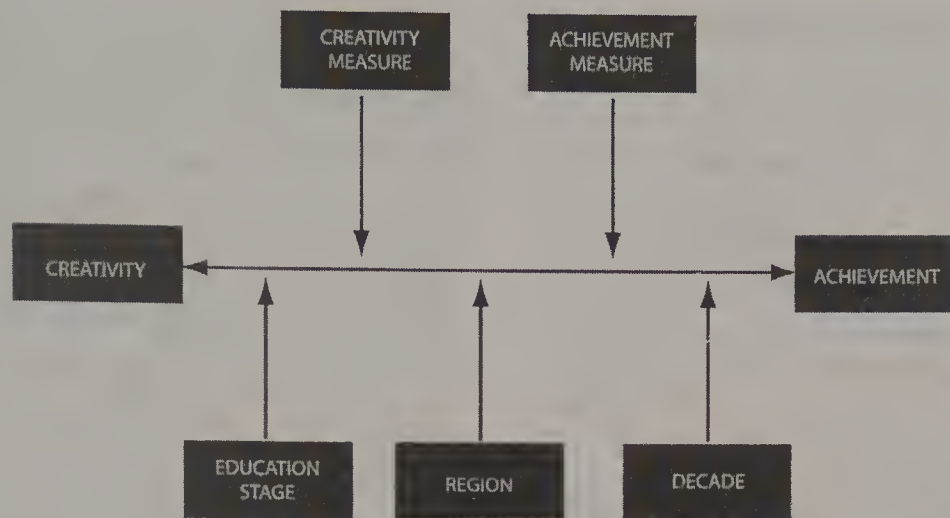 CREATIVITY
MEASURE
ACHIEVEMENT
MEASURE
CREATIVITY
ACHIEVEMENT
EDUCATION
STAGE
REGION
DECADE